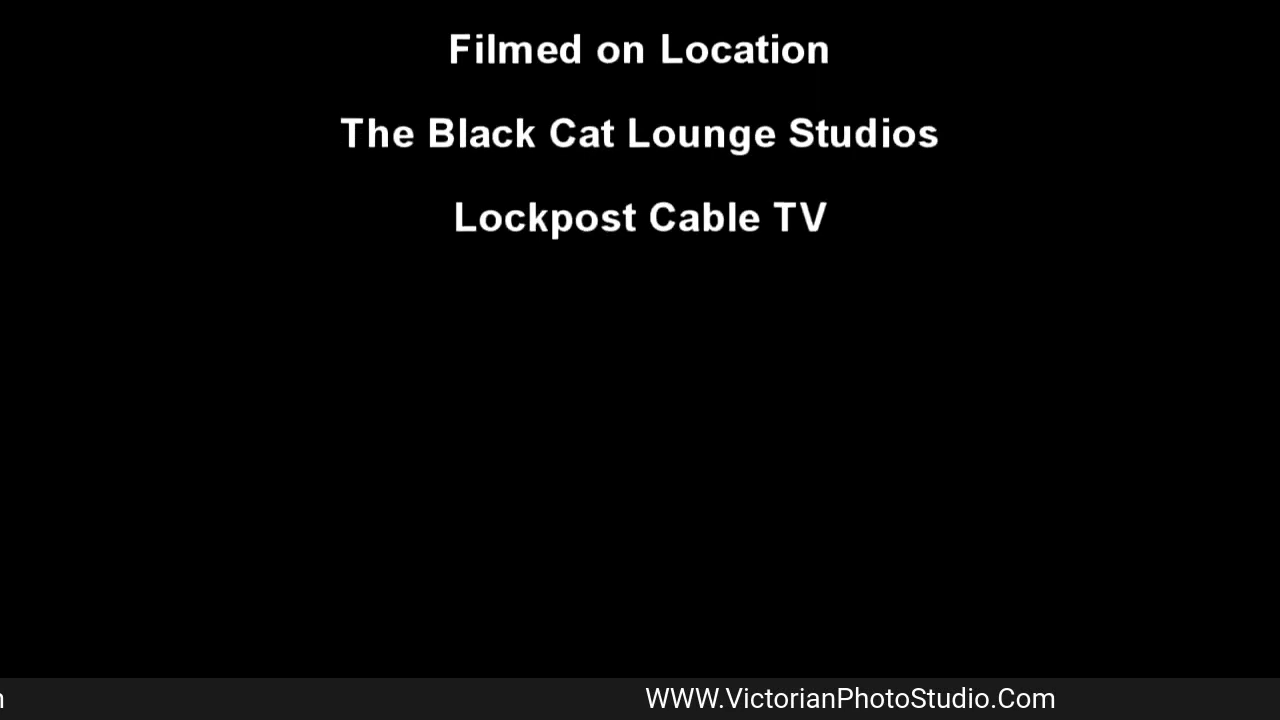 Filmed on Location
The Black Cat Lounge Studios
Lockpost Cable TV
WWW.VictorianPhotoStudio.Com